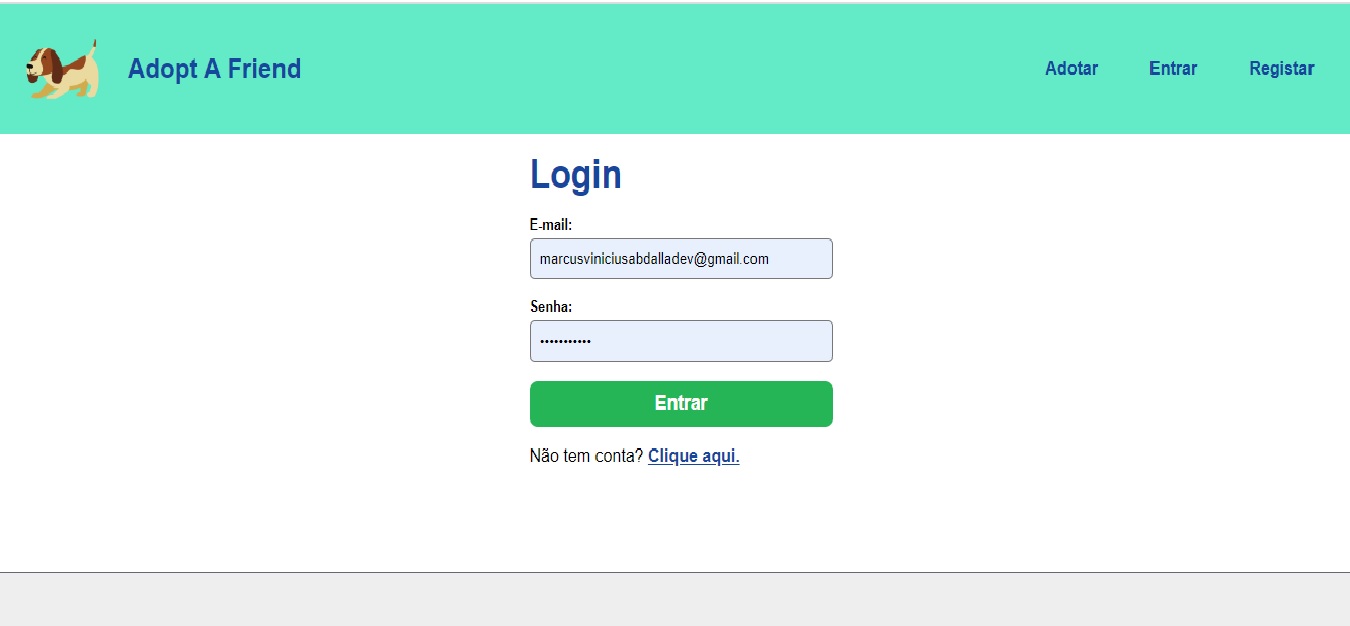 Adopt A Friend
Adotar Entrar Registar
Login
E-mail:
marcusviniciusabdalladev@gmail.com
Senha:
•••••••••••
Entrar
Não tem conta? Clique aqui.